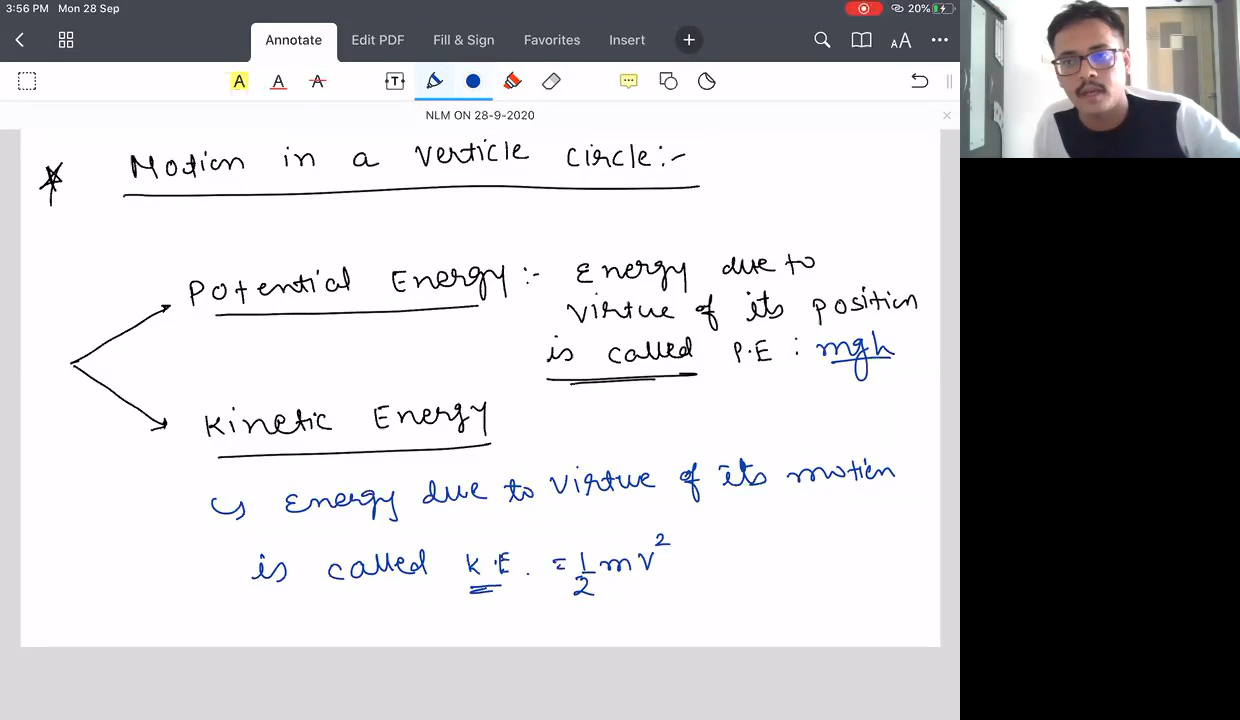 3:56 PM Mon 28 Sep
20%
Annotate Edit PDF Fill & Sign Favorites Insert
AA
A A A T
NLM ON 28-9-2020
Motion in a verticle circle:-
Potential Energy :- Energy due to
virtue of its position
is called P.E : mgh
Kinetic Energy
Energy due to virtue of its motion
is called K.E. = 1/2 mv²